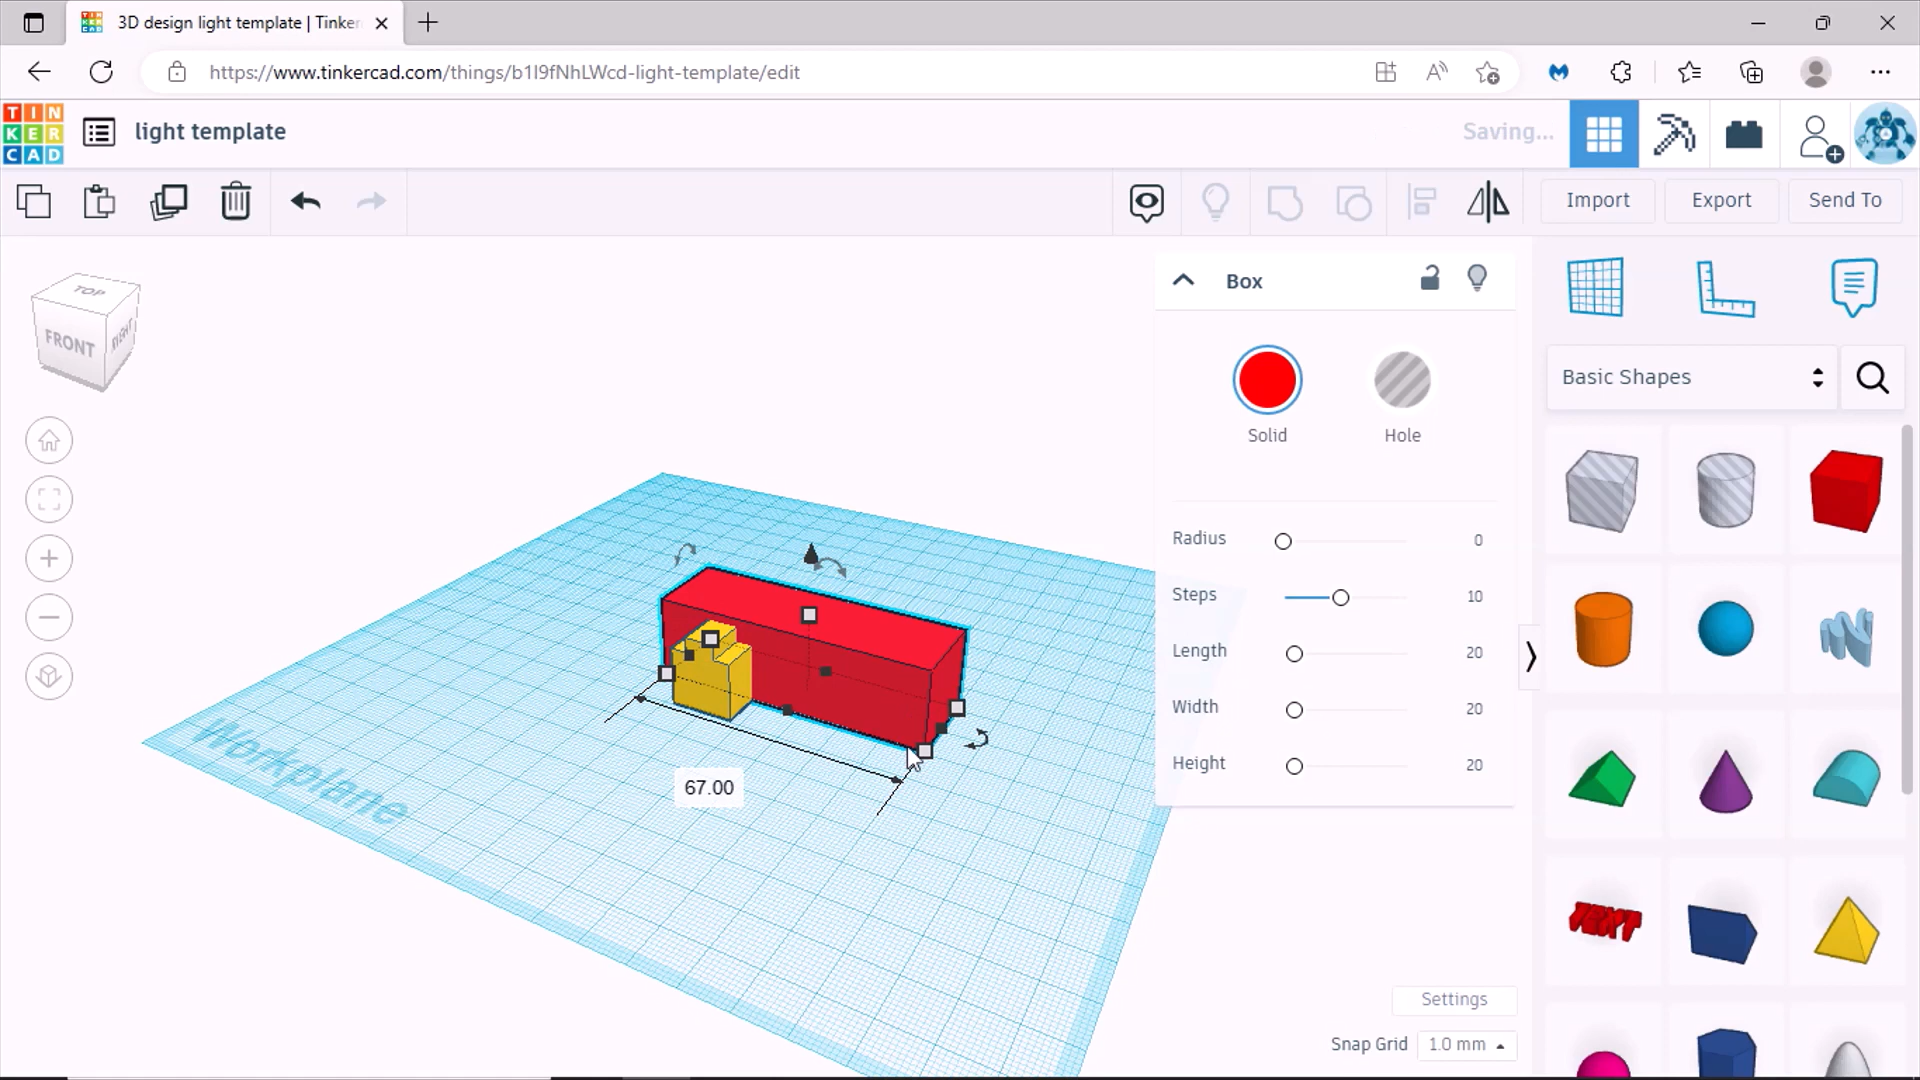 3D design light template | Tinker
https://www.tinkercad.com/things/b1I9fNhLWcd-light-template/edit
TIN
KER
CAD
light template
Saving...
Import
Export
Send To
TOP
FRONT
RIGHT
Box
Solid
Hole
Radius
0
Steps
10
Length
20
Width
20
Height
20
Basic Shapes
TEXT
Workplane
67.00
Settings
Snap Grid
1.0 mm